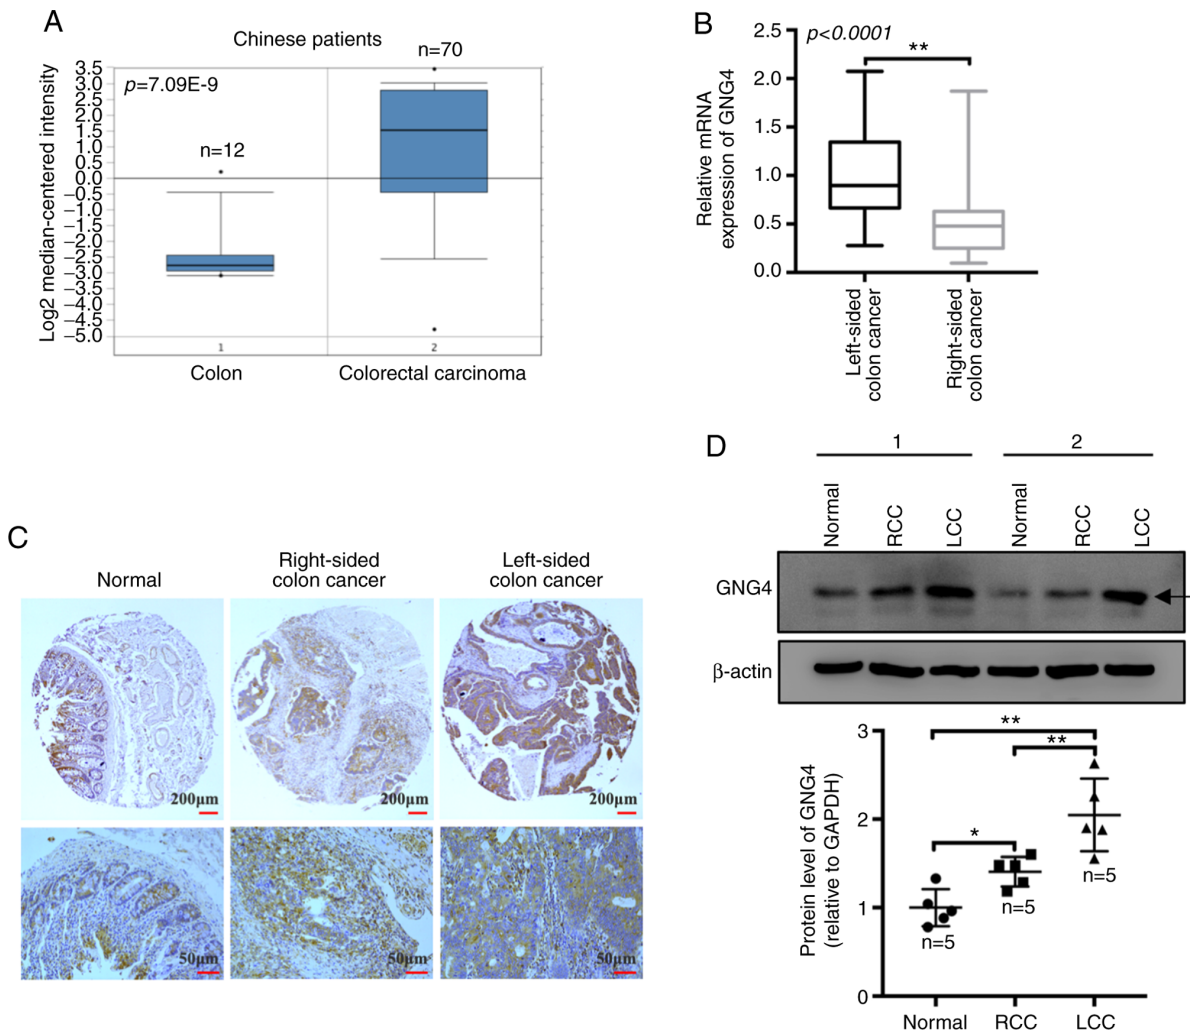 A
Chinese patients
n=70
p=7.09E-9
n=12
Log2 median-centered intensity
3.5
3.0
2.5
2.0
1.5
1.0
0.5
0.0
−0.5
−1.0
−1.5
−2.0
−2.5
−3.0
−3.5
−4.0
−4.5
−5.0
1
2
Colon
Colorectal carcinoma
B
p<0.0001
**
Relative mRNA
expression of GNG4
2.5
2.0
1.5
1.0
0.5
0.0
Left-sided
colon cancer
Right-sided
colon cancer
C
Normal
Right-sided
colon cancer
Left-sided
colon cancer
200μm
200μm
200μm
50μm
50μm
50μm
D
1
2
Normal
RCC
LCC
Normal
RCC
LCC
GNG4
β-actin
Protein level of GNG4
(relative to GAPDH)
3
2
1
0
**
**
*
n=5
n=5
n=5
Normal
RCC
LCC